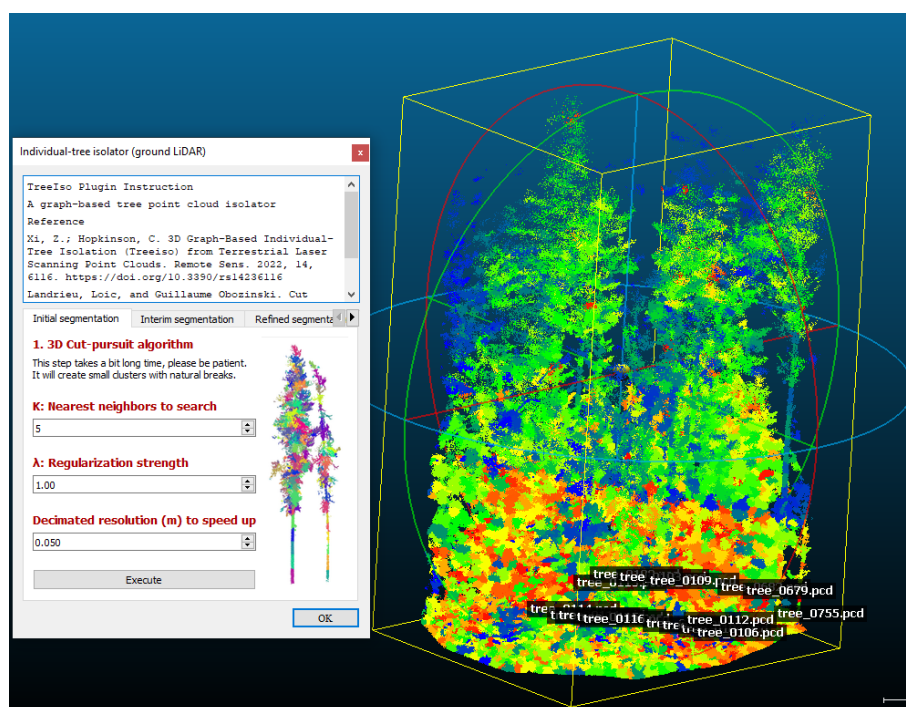 Individual-tree isolator (ground LiDAR)
x
TreeIso Plugin Instruction
A graph-based tree point cloud isolator
Reference
Xi, Z.; Hopkinson, C. 3D Graph-Based Individual-
Tree Isolation (Treeiso) from Terrestrial Laser
Scanning Point Clouds. Remote Sens. 2022, 14,
6116. https://doi.org/10.3390/rs14236116
Landrieu, Loic, and Guillaume Obozinski. Cut
Initial segmentation
Interim segmentation
Refined segmenta
1. 3D Cut-pursuit algorithm
This step takes a bit long time, please be patient.
It will create small clusters with natural breaks.
K: Nearest neighbors to search
5
λ: Regularization strength
1.00
Decimated resolution (m) to speed up
0.050
Execute
OK
tree_0109.pcd
tree_0679.pcd
tree_0755.pcd
tree_0116
tree_0112.pcd
tree_0106.pcd